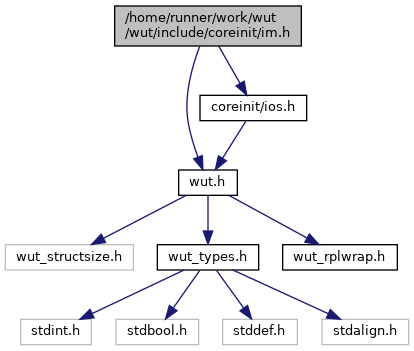 /home/runner/work/wut
/wut/include/coreinit/im.h
coreinit/ios.h
wut.h
wut_structsize.h
wut_types.h
wut_rplwrap.h
stdint.h
stdbool.h
stddef.h
stdalign.h